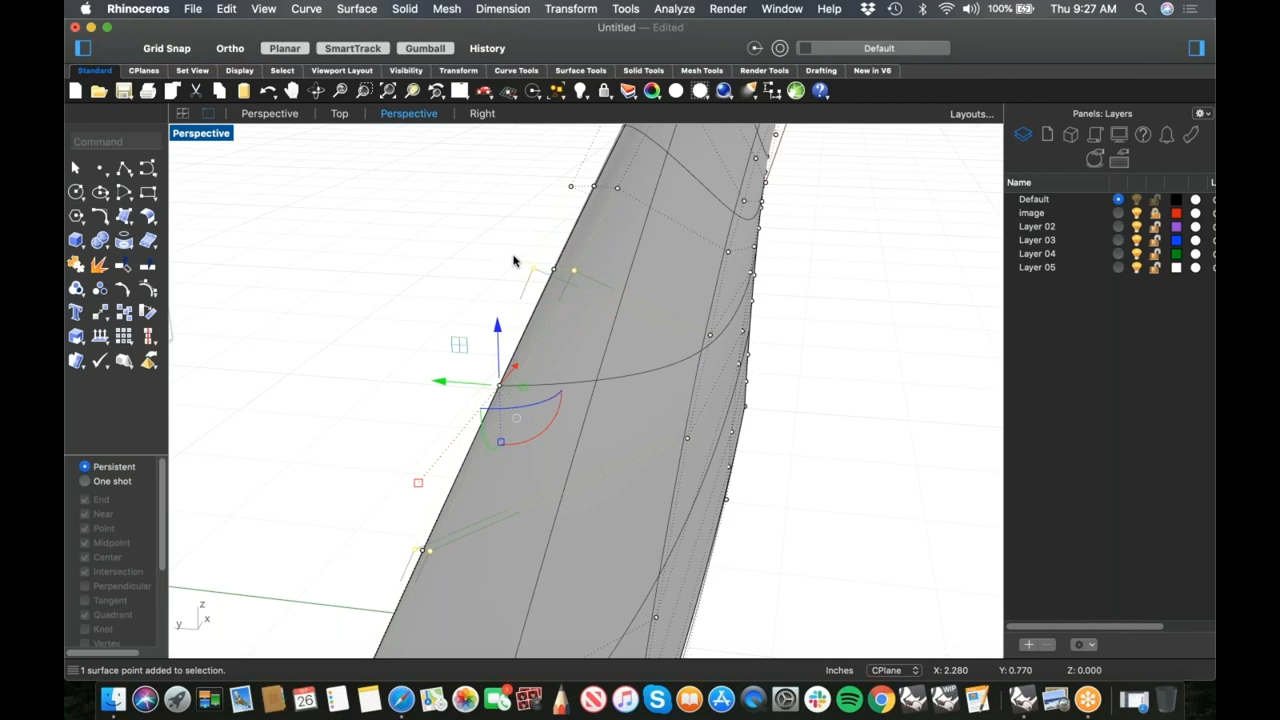 Rhinoceros File Edit View Curve Surface Solid Mesh Dimension Transform Tools Analyze Render Window Help 100% Thu 9:27 AM
Untitled — Edited
Grid Snap Ortho Planar SmartTrack Gumball History Default
Standard CPlanes Set View Display Select Viewport Layout Visibility Transform Curve Tools Surface Tools Solid Tools Mesh Tools Render Tools Drafting New in V6
Perspective Top Perspective Right Layouts... Panels: Layers
Perspective
Command
Name L
Default
image
Layer 02
Layer 03
Layer 04
Layer 05
Persistent
One shot
End
Near
Point
Midpoint
Center
Intersection
Perpendicular
Tangent
Quadrant
Knot
Vertex
z
y x
1 surface point added to selection. Inches CPlane X: 2.280 Y: 0.770 Z: 0.000
26